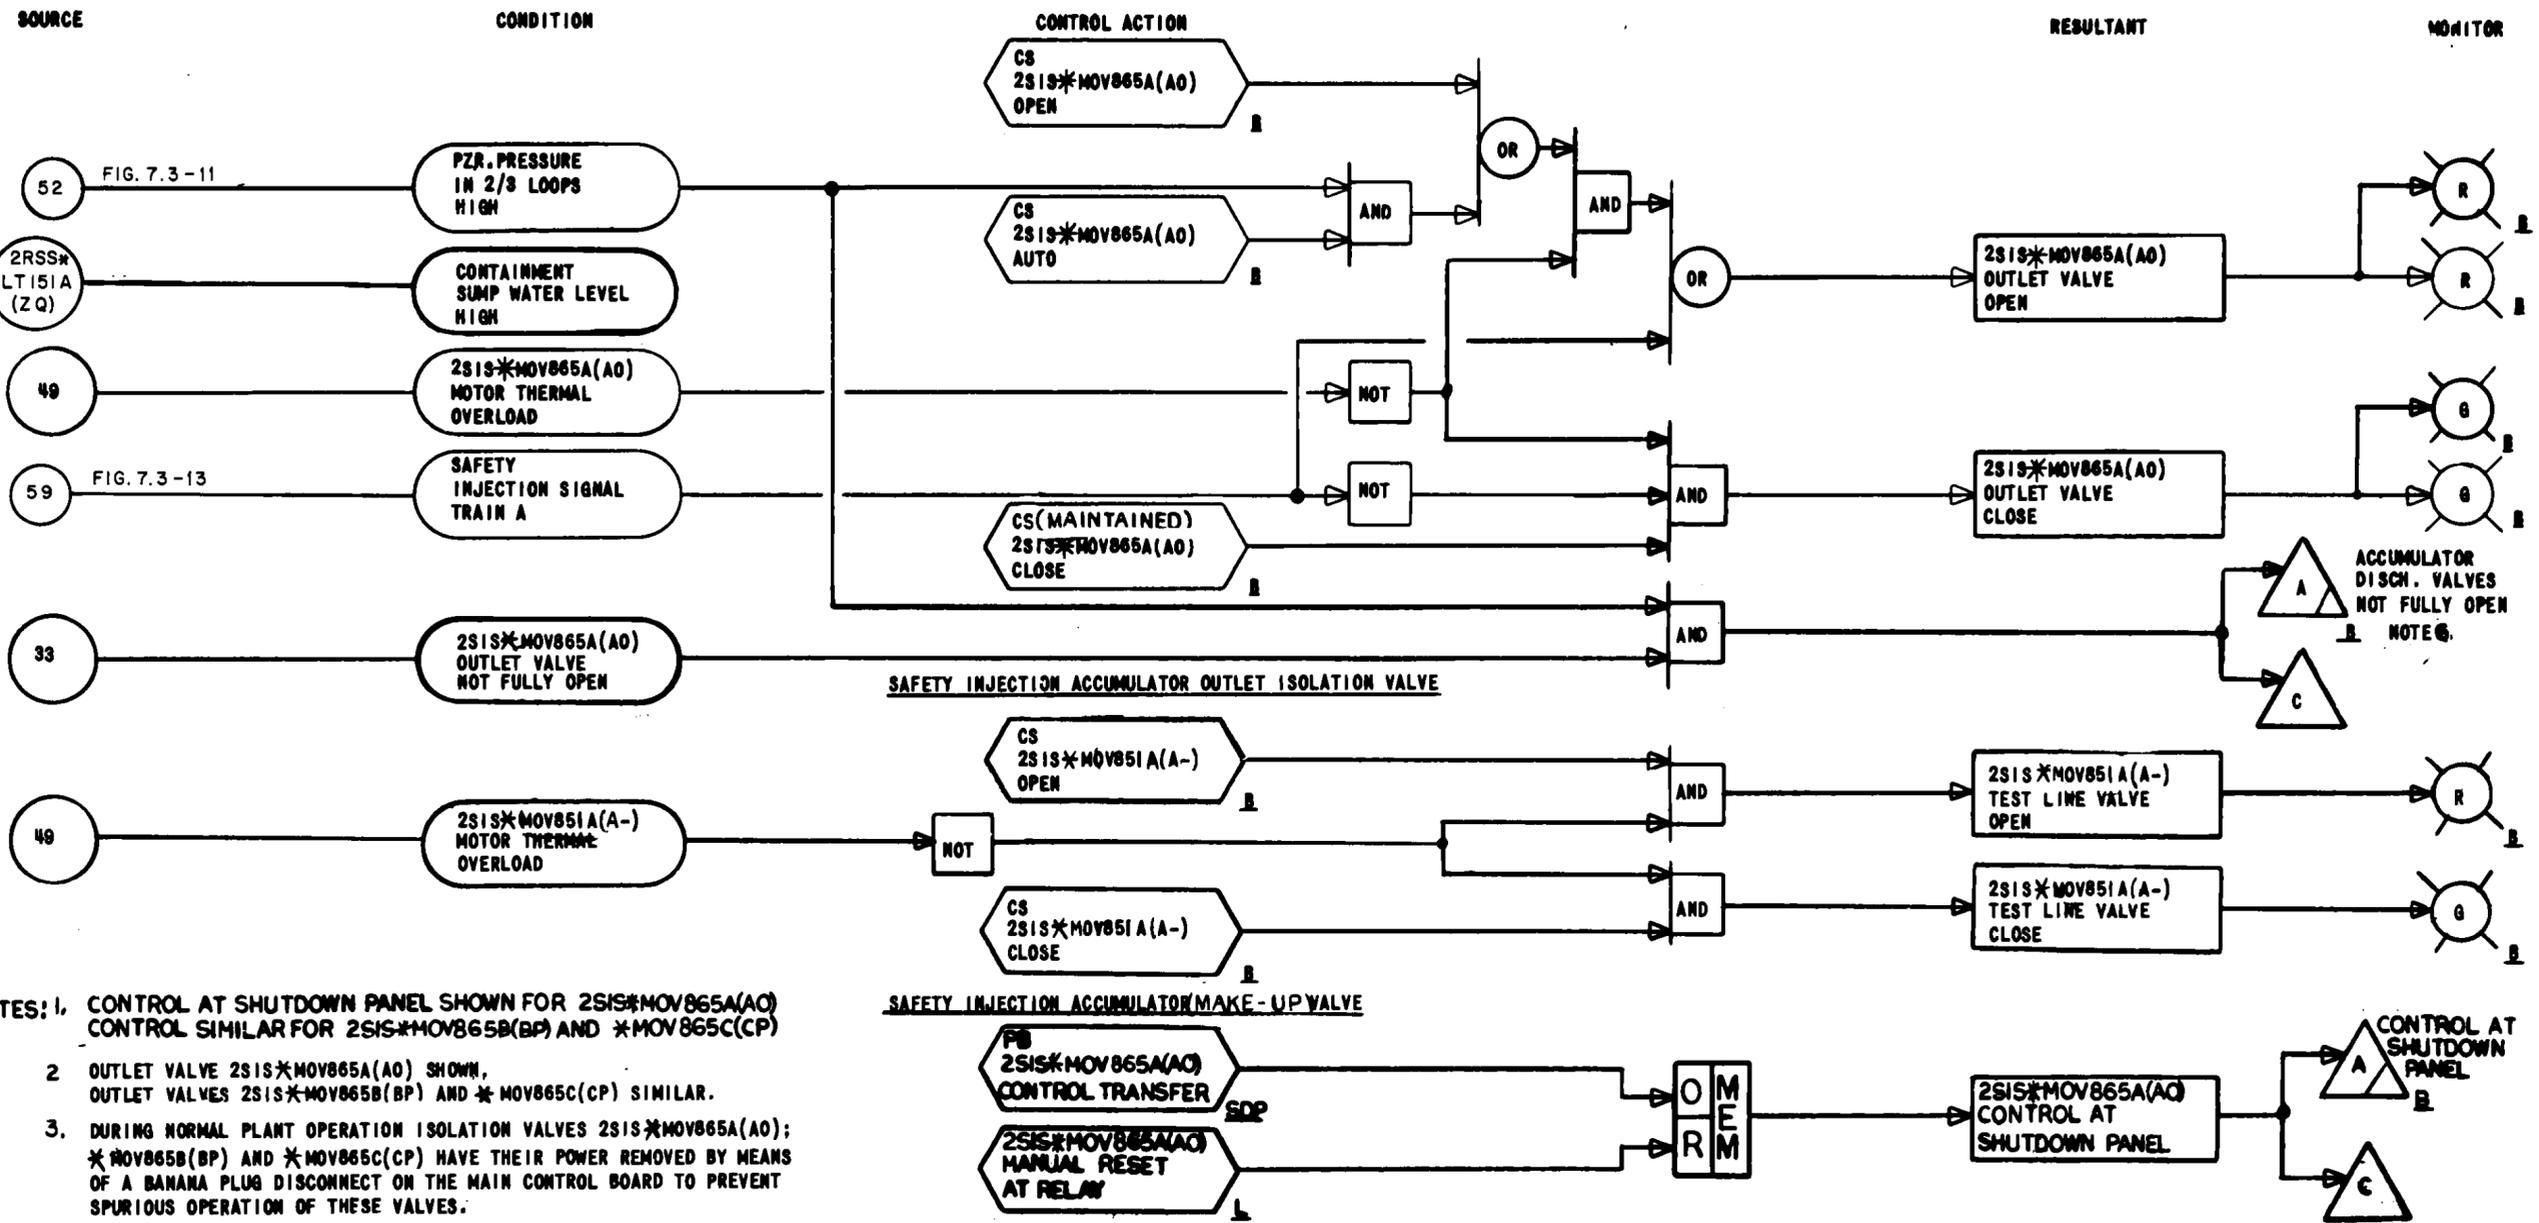 SOURCE
CONDITION
CONTROL ACTION
RESULTANT
MONITOR
CS
2SIS*MOV865A(AO)
OPEN
B
52
FIG. 7.3-11
PZR. PRESSURE
IN 2/3 LOOPS
HIGH
CS
2SIS*MOV865A(AO)
AUTO
B
AND
OR
AND
2RSS*
LT151A
(ZQ)
CONTAINMENT
SUMP WATER LEVEL
HIGH
OR
2SIS*MOV865A(AO)
OUTLET VALVE
OPEN
R
B
R
B
49
2SIS*MOV865A(AO)
MOTOR THERMAL
OVERLOAD
NOT
59
FIG. 7.3-13
SAFETY
INJECTION SIGNAL
TRAIN A
NOT
CS(MAINTAINED)
2SIS*MOV865A(AO)
CLOSE
B
AND
2SIS*MOV865A(AO)
OUTLET VALVE
CLOSE
G
B
G
B
33
2SIS*MOV865A(AO)
OUTLET VALVE
NOT FULLY OPEN
AND
A
ACCUMULATOR
DISCH. VALVES
NOT FULLY OPEN
B NOTE 6.
C
SAFETY INJECTION ACCUMULATOR OUTLET ISOLATION VALVE
CS
2SIS*MOV851A(A-)
OPEN
B
49
2SIS*MOV851A(A-)
MOTOR THERMAL
OVERLOAD
NOT
AND
2SIS*MOV851A(A-)
TEST LINE VALVE
OPEN
R
B
CS
2SIS*MOV851A(A-)
CLOSE
B
AND
2SIS*MOV851A(A-)
TEST LINE VALVE
CLOSE
G
B
SAFETY INJECTION ACCUMULATOR(MAKE-UP VALVE
TES: 1. CONTROL AT SHUTDOWN PANEL SHOWN FOR 2SIS*MOV865A(AO)
CONTROL SIMILAR FOR 2SIS*MOV865B(BP) AND *MOV865C(CP)
2 OUTLET VALVE 2SIS*MOV865A(AO) SHOWN,
OUTLET VALVES 2SIS*MOV865B(BP) AND *MOV865C(CP) SIMILAR.
3. DURING NORMAL PLANT OPERATION ISOLATION VALVES 2SIS*MOV865A(AO);
*MOV865B(BP) AND *MOV865C(CP) HAVE THEIR POWER REMOVED BY MEANS
OF A BANANA PLUG DISCONNECT ON THE MAIN CONTROL BOARD TO PREVENT
SPURIOUS OPERATION OF THESE VALVES.
PB
2SIS*MOV865A(AO)
CONTROL TRANSFER
SDP
2SIS*MOV865A(AO)
MANUAL RESET
AT RELAY
L
O
R
MEM
2SIS*MOV865A(AO)
CONTROL AT
SHUTDOWN PANEL
A
CONTROL AT
SHUTDOWN
PANEL
B
C